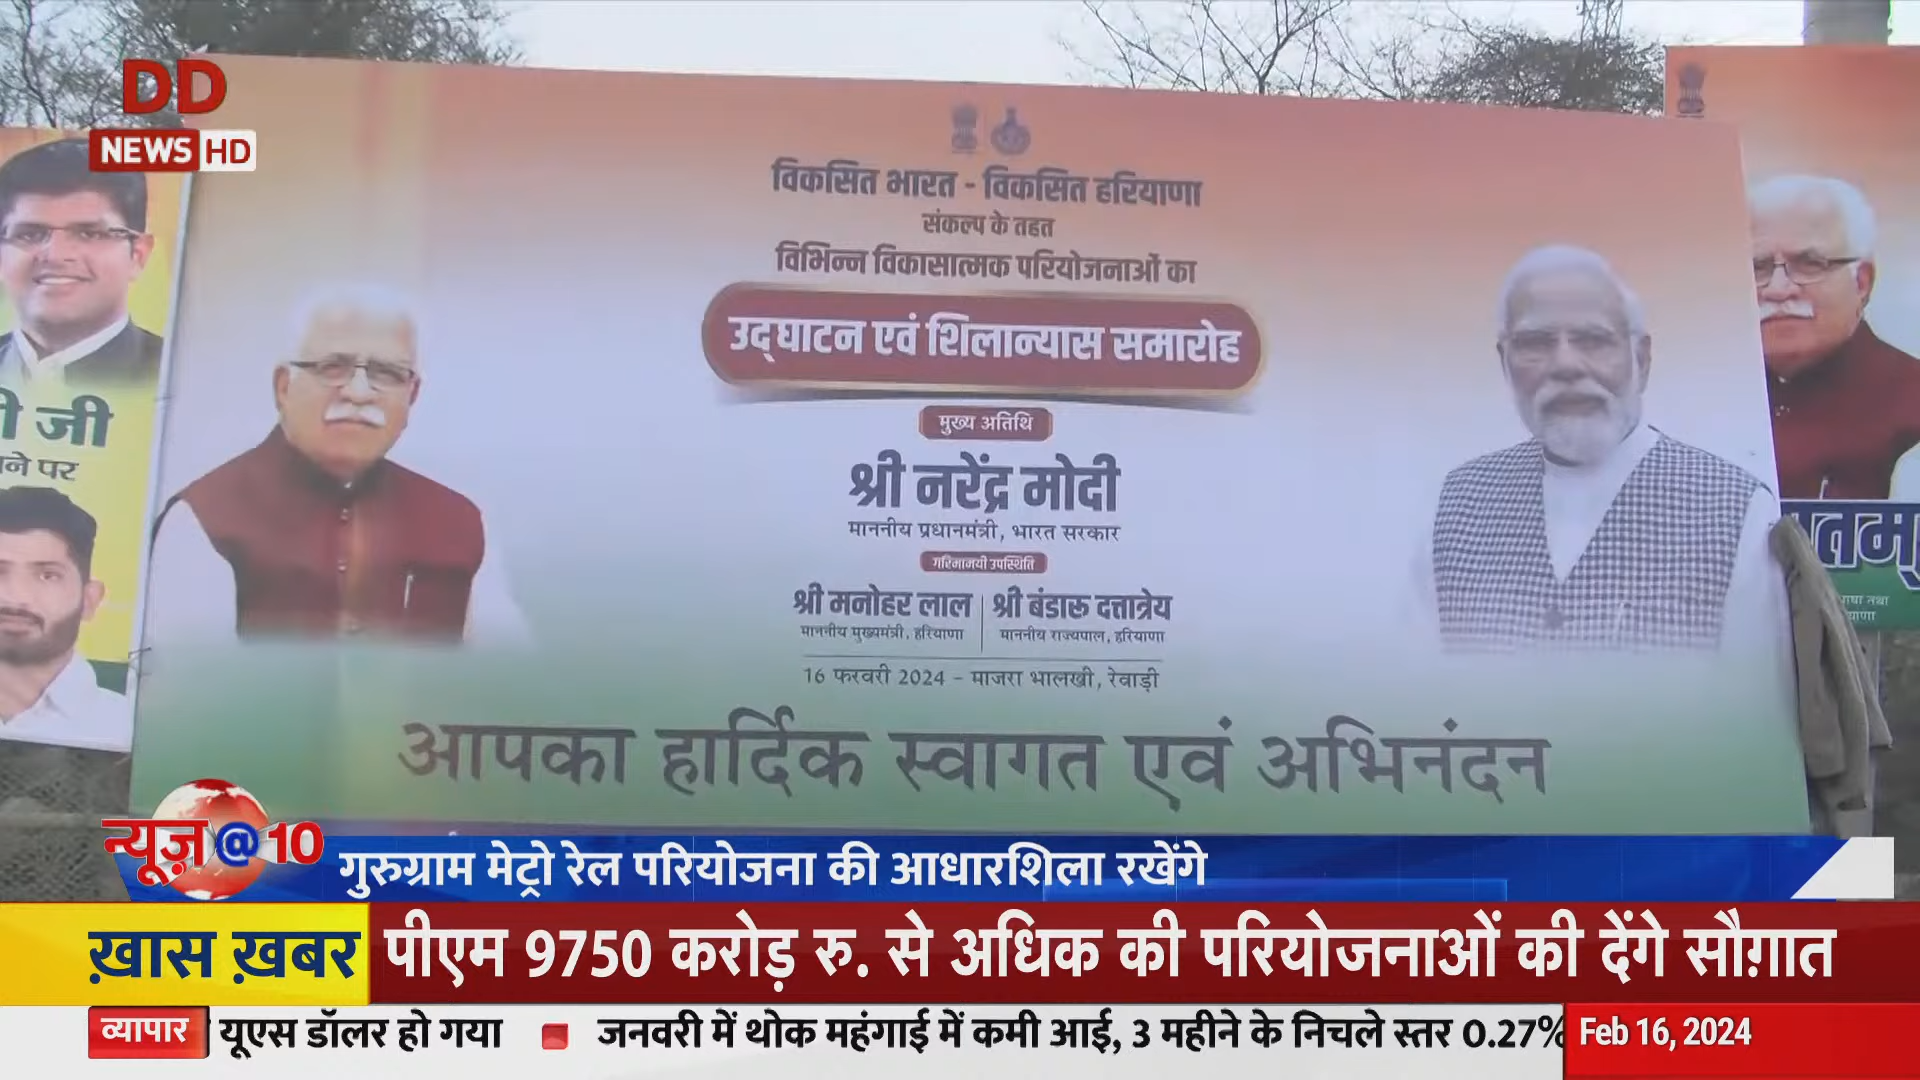 DD
NEWS HD
विकसित भारत - विकसित हरियाणा
संकल्प के तहत
विभिन्न विकासात्मक परियोजनाओं का
उद्घाटन एवं शिलान्यास समारोह
मुख्य अतिथि
श्री नरेंद्र मोदी
माननीय प्रधानमंत्री, भारत सरकार
गरिमामयी उपस्थिति
श्री मनोहर लाल
माननीय मुख्यमंत्री, हरियाणा
श्री बंडारू दत्तात्रेय
माननीय राज्यपाल, हरियाणा
16 फरवरी 2024 - माजरा भालखी, रेवाड़ी
आपका हार्दिक स्वागत एवं अभिनंदन
जी
पर
न्यूज़@10
गुरुग्राम मेट्रो रेल परियोजना की आधारशिला रखेंगे
ख़ास ख़बर
पीएम 9750 करोड़ रु. से अधिक की परियोजनाओं की देंगे सौग़ात
व्यापार
यूएस डॉलर हो गया
जनवरी में थोक महंगाई में कमी आई, 3 महीने के निचले स्तर 0.27%
Feb 16, 2024